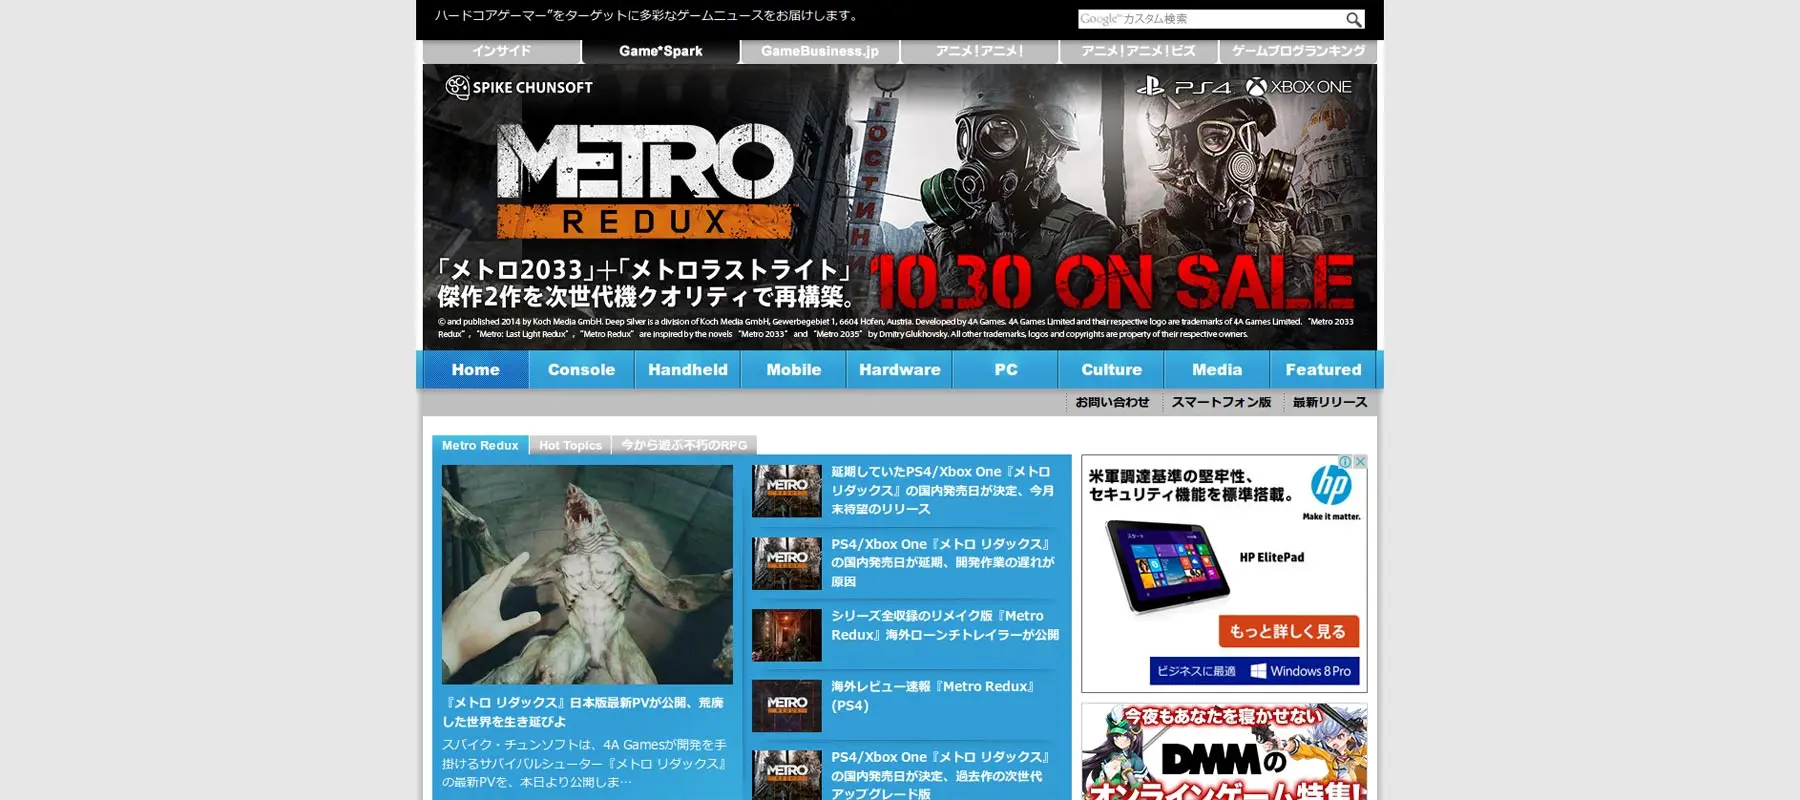 ハードコアゲーマー”をターゲットに多彩なゲームニュースをお届けします。
Google™カスタム検索
インサイド
Game*Spark
GameBusiness.jp
アニメ！アニメ！
アニメ！アニメ！ビズ
ゲームブログランキング
SPIKE CHUNSOFT
PS4 XBOX ONE
ГОСТИН
METRO
REDUX
「メトロ2033」＋「メトロラストライト」
傑作2作を次世代機クオリティで再構築。
10.30 ON SALE
© and published 2014 by Koch Media GmbH. Deep Silver is a division of Koch Media GmbH, Gewerbegebiet 1, 6604 Höfen, Austria. Developed by 4A Games. 4A Games Limited and their respective logo are trademarks of 4A Games Limited. “Metro 2033
Redux”, “Metro: Last Light Redux”, “Metro Redux” are inspired by the novels “Metro 2033” and “Metro 2035” by Dmitry Glukhovsky. All other trademarks, logos and copyrights are property of their respective owners.
Home
Console
Handheld
Mobile
Hardware
PC
Culture
Media
Featured
お問い合わせ
スマートフォン版
最新リリース
Metro Redux
Hot Topics
今から遊ぶ不朽のRPG
『メトロ リダックス』日本版最新PVが公開、荒廃
した世界を生き延びよ
スパイク・チュンソフトは、4A Gamesが開発を手
掛けるサバイバルシューター『メトロ リダックス』
の最新PVを、本日より公開しま…
METRO
REDUX
延期していたPS4/Xbox One『メトロ
リダックス』の国内発売日が決定、今月
末待望のリリース
METRO
REDUX
PS4/Xbox One『メトロ リダックス』
の国内発売日が延期、開発作業の遅れが
原因
シリーズ全収録のリメイク版『Metro
Redux』海外ローンチトレイラーが公開
METRO
REDUX
海外レビュー速報『Metro Redux』
(PS4)
METRO
REDUX
PS4/Xbox One『メトロ リダックス』
の国内発売日が決定、過去作の次世代
アップグレード版
米軍調達基準の堅牢性、
セキュリティ機能を標準搭載。
hp
Make it matter.
スタート
HP ElitePad
もっと詳しく見る
ビジネスに最適 Windows 8 Pro
今夜もあなたを寝かせない
DMMの
オンラインゲーム特集！